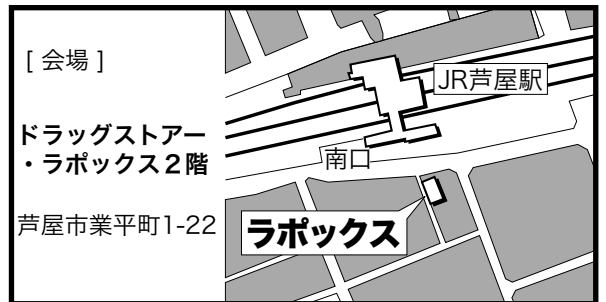 [ 会場 ]
ドラッグストアー
・ラポックス２階
芦屋市業平町1-22
JR芦屋駅
南口
ラポックス